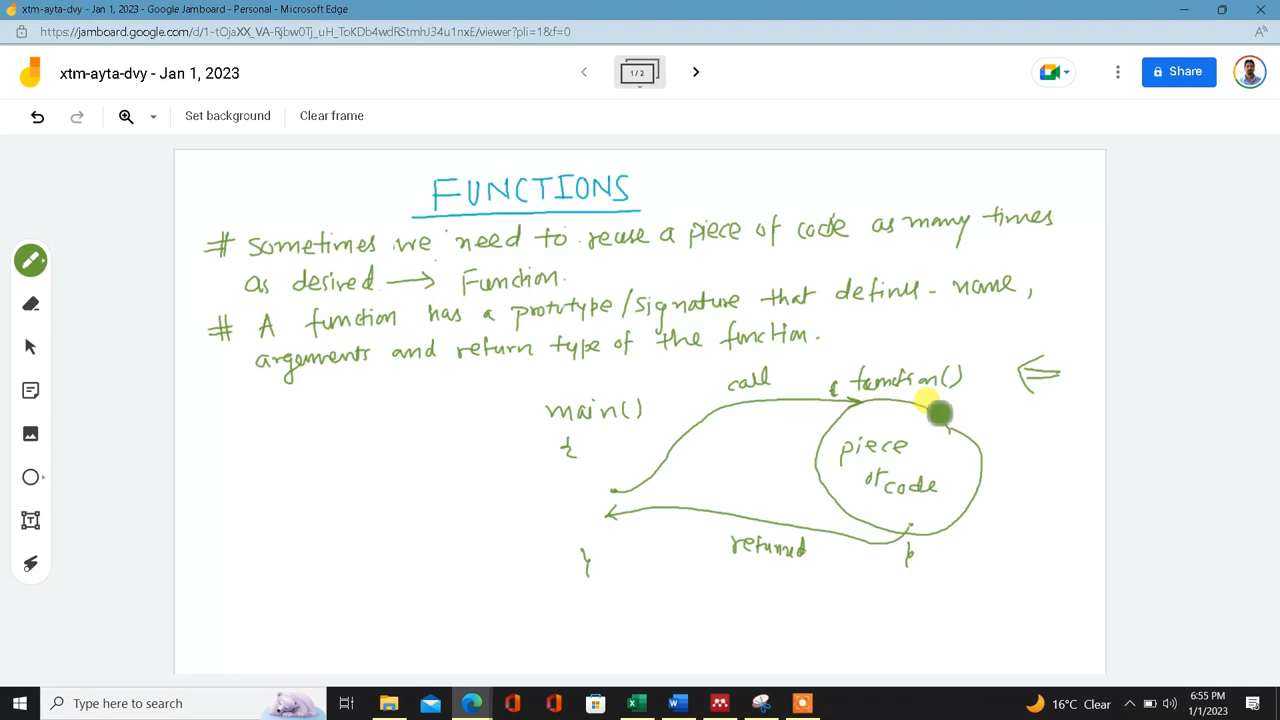 xtm-ayta-dvy - Jan 1, 2023 - Google Jamboard - Personal - Microsoft Edge
https://jamboard.google.com/d/1-tOjaXX_VA-Rjbw0Tj_uH_ToKDb4wdRStmhJ34u1nxE/viewer?pli=1&f=0
xtm-ayta-dvy - Jan 1, 2023
1/2
Share
Set background
Clear frame
FUNCTIONS
# Sometimes we need to reuse a piece of code as many times
as desired → Function.
# A function has a prototype/signature that defines - name,
arguments and return type of the function.
call
function()
main()
{
{
piece
of code
returned
}
}
Type here to search
16°C Clear
6:55 PM
1/1/2023